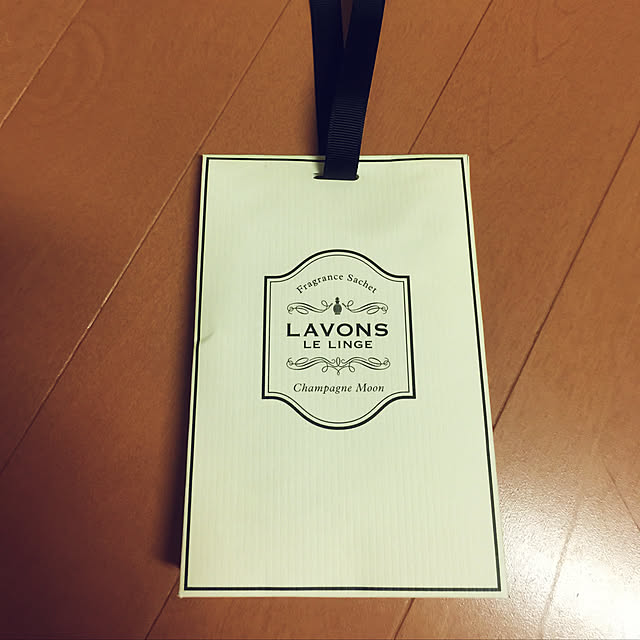 Fragrance Sachet
LAVONS
LE LINGE
Champagne Moon